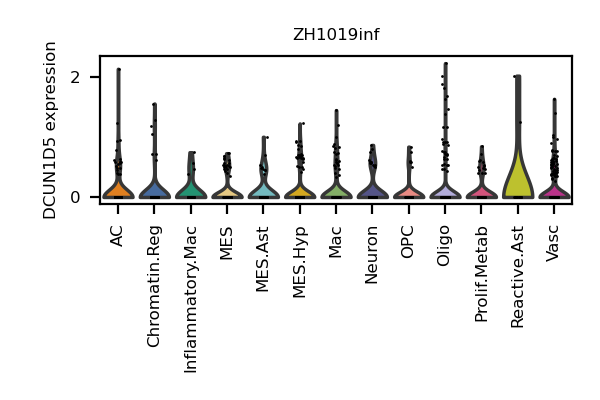 ZH1019inf
DCUN1D5 expression
2
0
AC
Chromatin.Reg
Inflammatory.Mac
MES
MES.Ast
MES.Hyp
Mac
Neuron
OPC
Oligo
Prolif.Metab
Reactive.Ast
Vasc